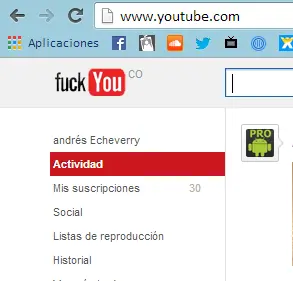 www.youtube.com
Aplicaciones
fuck You CO
andrés Echeverry
Actividad
Mis suscripciones 30
Social
Listas de reproducción
Historial
PRO